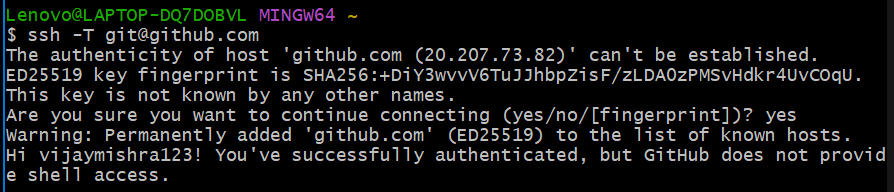 Lenovo@LAPTOP-DQ7DOBVL MINGW64 ~
$ ssh -T git@github.com
The authenticity of host 'github.com (20.207.73.82)' can't be established.
ED25519 key fingerprint is SHA256:+DiY3wvvV6TuJJhbpZisF/zLDA0zPMSvHdkr4UvCOqU.
This key is not known by any other names.
Are you sure you want to continue connecting (yes/no/[fingerprint])? yes
Warning: Permanently added 'github.com' (ED25519) to the list of known hosts.
Hi vijaymishra123! You've successfully authenticated, but GitHub does not provid
e shell access.